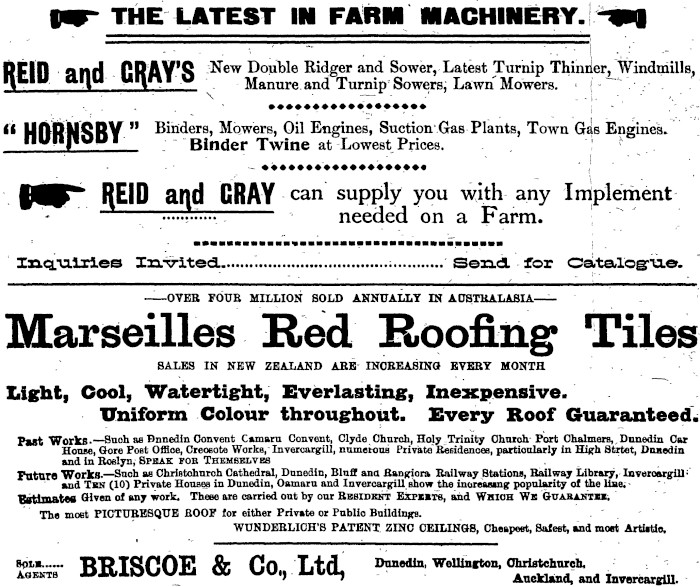 THE LATEST IN FARM MACHINERY.
REID and GRAY'S New Double Ridger and Sower, Latest Turnip Thinner, Windmills,
Manure and Turnip Sowers, Lawn Mowers.
"HORNSBY" Binders, Mowers, Oil Engines, Suction Gas Plants, Town Gas Engines.
Binder Twine at Lowest Prices.
REID and GRAY can supply you with any Implement
needed on a Farm.
Inquiries Invited.......................................... Send for Catalogue.
—OVER FOUR MILLION SOLD ANNUALLY IN AUSTRALASIA—
Marseilles Red Roofing Tiles
SALES IN NEW ZEALAND ARE INCREASING EVERY MONTH
Light, Cool, Watertight, Everlasting, Inexpensive.
Uniform Colour throughout. Every Roof Guaranteed.
Past Works.—Such as Dnnedin Convent Camaru Convent, Clyde Church, Holy Trinity Church Port Chalmers, Dunedin Car
House, Gore Post Office, Creosote Works, Invercargill, numerous Private Residences, particularly in High Strtet, Dunedin
and in Roslyn, SPEAK FOR THEMSELVES
Future Works.—Such as Christchurch Cathedral, Dunedin, Bluff and Rangiora Railway Stations, Railway Library, Invercargill
and TEN (10) Private Houses in Dunedin, Oamaru and Invercargill show the increasng popularity of the line.
Estimates Given of any work. These are carried out by our RESIDENT EXPERTS, and WHICH WE GUARANTEE.
The most PICTURESQUE ROOF for either Private or Public Buildings.
WUNDERLICH'S PATENT ZINC CEILINGS, Cheapest, Safest, and most Artistic.
SOLE......
AGENTS BRISCOE & Co., Ltd, Dunedin, Wellington, Christchurch,
Auckland, and Invercargill.